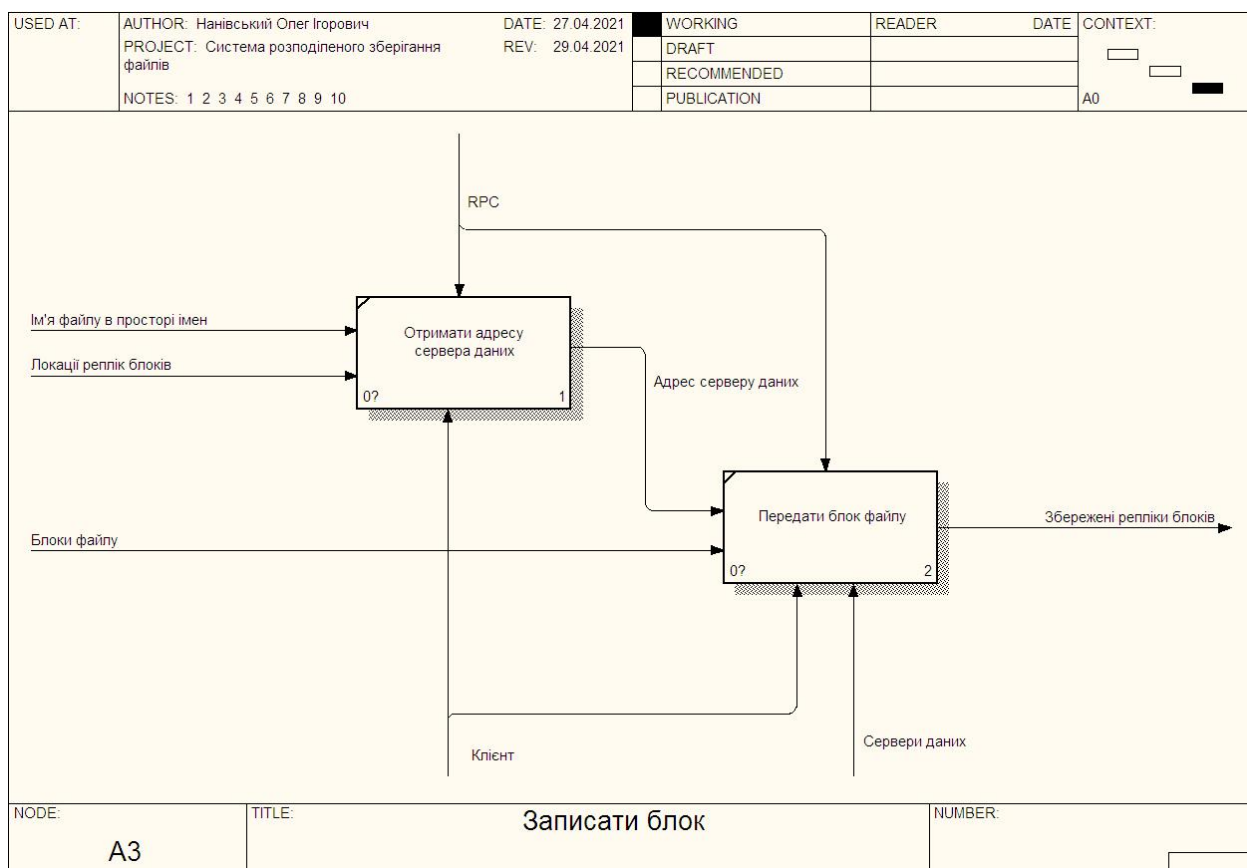 USED AT:
AUTHOR: Нанівський Олег Ігорович
DATE: 27.04.2021
PROJECT: Система розподіленого зберігання
файлів
REV: 29.04.2021
NOTES: 1 2 3 4 5 6 7 8 9 10
WORKING
DRAFT
RECOMMENDED
PUBLICATION
READER
DATE
CONTEXT:
A0
RPC
Ім'я файлу в просторі імен
Локації реплік блоків
Отримати адресу
сервера даних
0?
1
Адрес серверу даних
Блоки файлу
Передати блок файлу
0?
2
Збережені репліки блоків
Клієнт
Сервери даних
NODE:
A3
TITLE:
Записати блок
NUMBER: